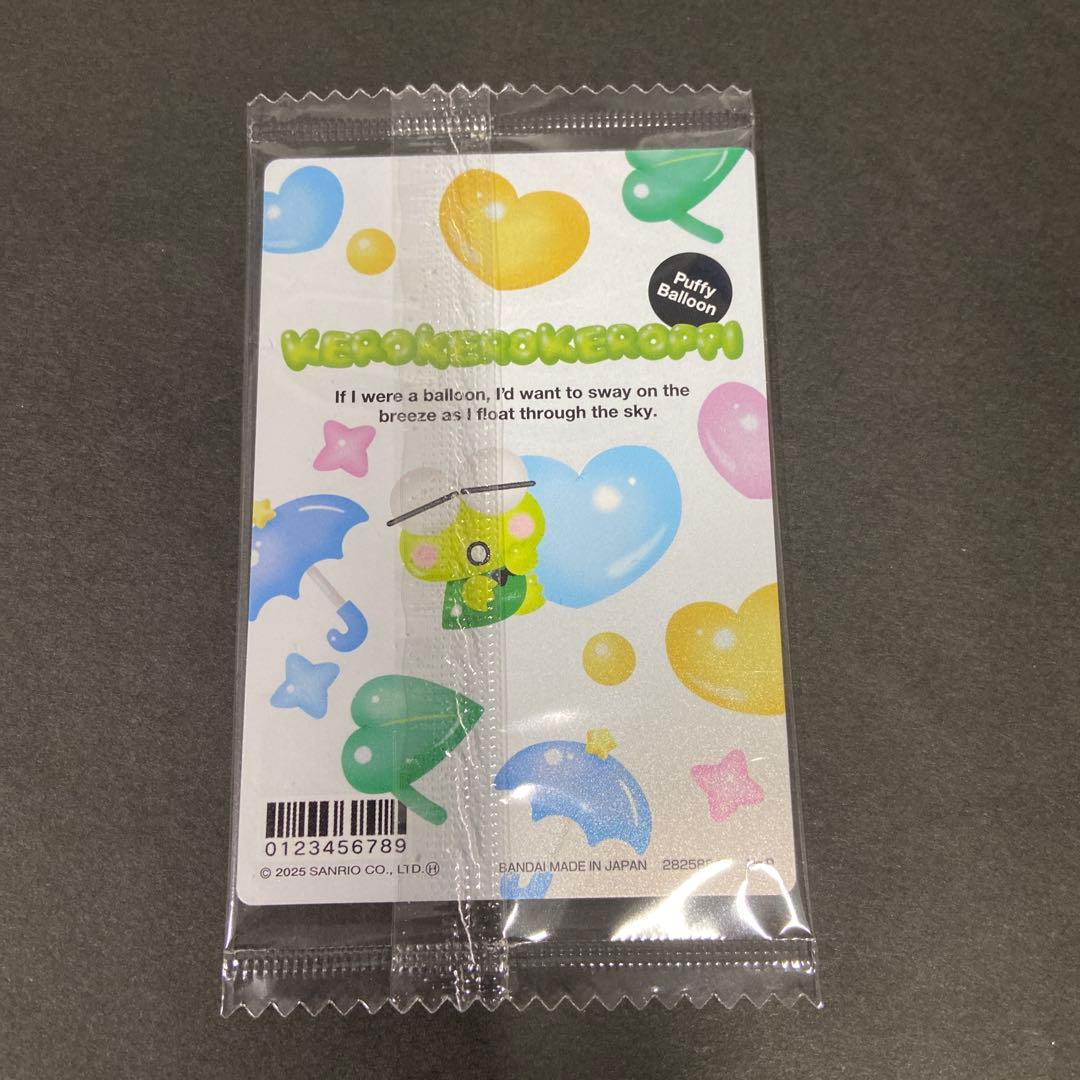 Puffy
Balloon
KEROKEROKEROPPI
If I were a balloon, I'd want to sway on the
breeze as I float through the sky.
0123456789
© 2025 SANRIO CO., LTD.Ⓗ
BANDAI MADE IN JAPAN